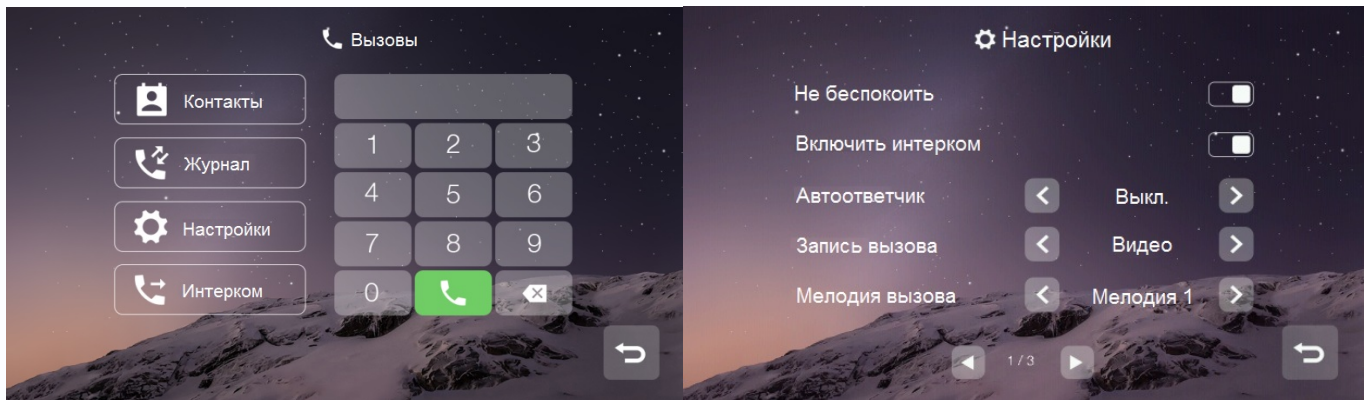 Вызовы
Контакты
Журнал
Настройки
Интерком
1 2 3
4 5 6
7 8 9
0
Настройки
Не беспокоить
Включить интерком
Автоответчик Выкл.
Запись вызова Видео
Мелодия вызова Мелодия 1
1 / 3